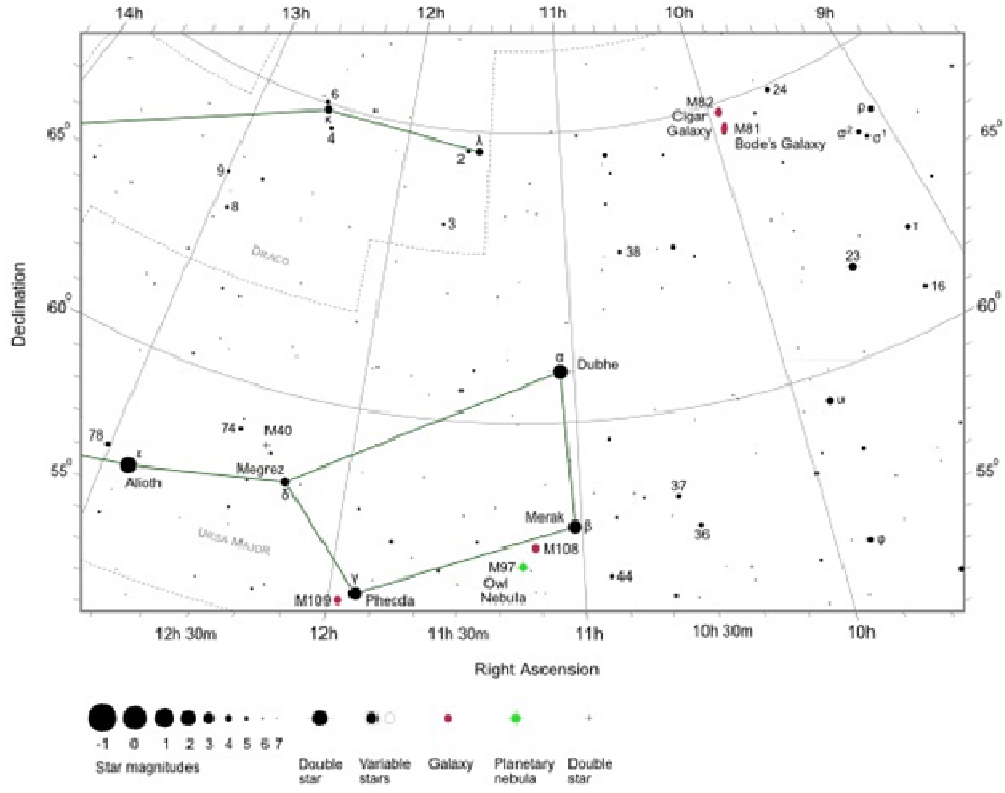 14h 13h 12h 11h 10h 9h
6
κ
4
λ
2
M82
Cigar
Galaxy
M81
Bode's Galaxy
24
ρ
σ² σ¹
65° 65°
9
8
3
DRACO
38
τ
23
16
60° 60°
Declination
α
Dubhe
υ
78
74
M40
ε
Alioth
Megrez
δ
55° 55°
37
36
Merak
β
φ
URSA MAJOR
M108
M97
Owl
Nebula
44
γ
M109
Phecda
12h 30m 12h 11h 30m 11h 10h 30m 10h
Right Ascension
-1 0 1 2 3 4 5 6 7
Star magnitudes
Double
star
Variable
stars
Galaxy
Planetary
nebula
Double
star